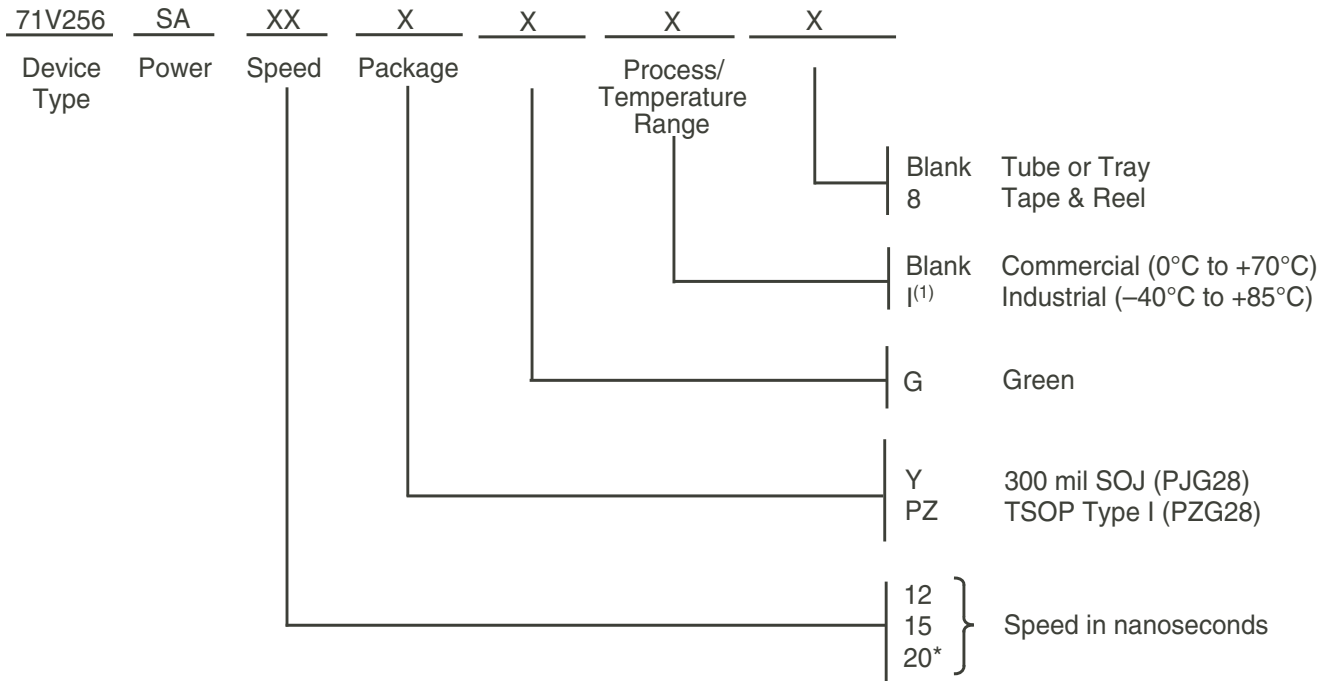 71V256 SA XX X X X X
Device Type Power Speed Package Process/ Temperature Range
Blank Tube or Tray
8 Tape & Reel
Blank Commercial (0°C to +70°C)
I(1) Industrial (–40°C to +85°C)
G Green
Y 300 mil SOJ (PJG28)
PZ TSOP Type I (PZG28)
12
15 Speed in nanoseconds
20*